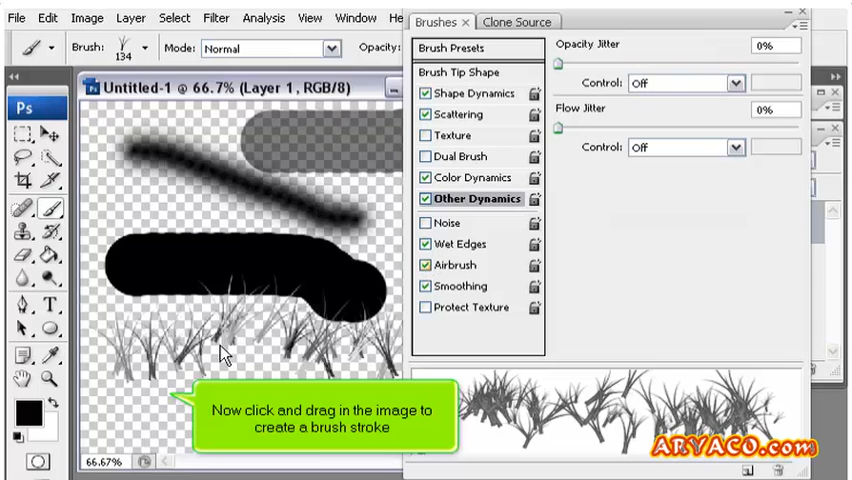 File Edit Image Layer Select Filter Analysis View Window He
Brush: 134 Mode: Normal Opacity:
Untitled-1 @ 66.7% (Layer 1, RGB/8)
Ps
66.67%
Now click and drag in the image to
create a brush stroke
Brushes × Clone Source
Brush Presets
Brush Tip Shape
Shape Dynamics
Scattering
Texture
Dual Brush
Color Dynamics
Other Dynamics
Noise
Wet Edges
Airbrush
Smoothing
Protect Texture
Opacity Jitter 0%
Control: Off
Flow Jitter 0%
Control: Off
ARYACO.com